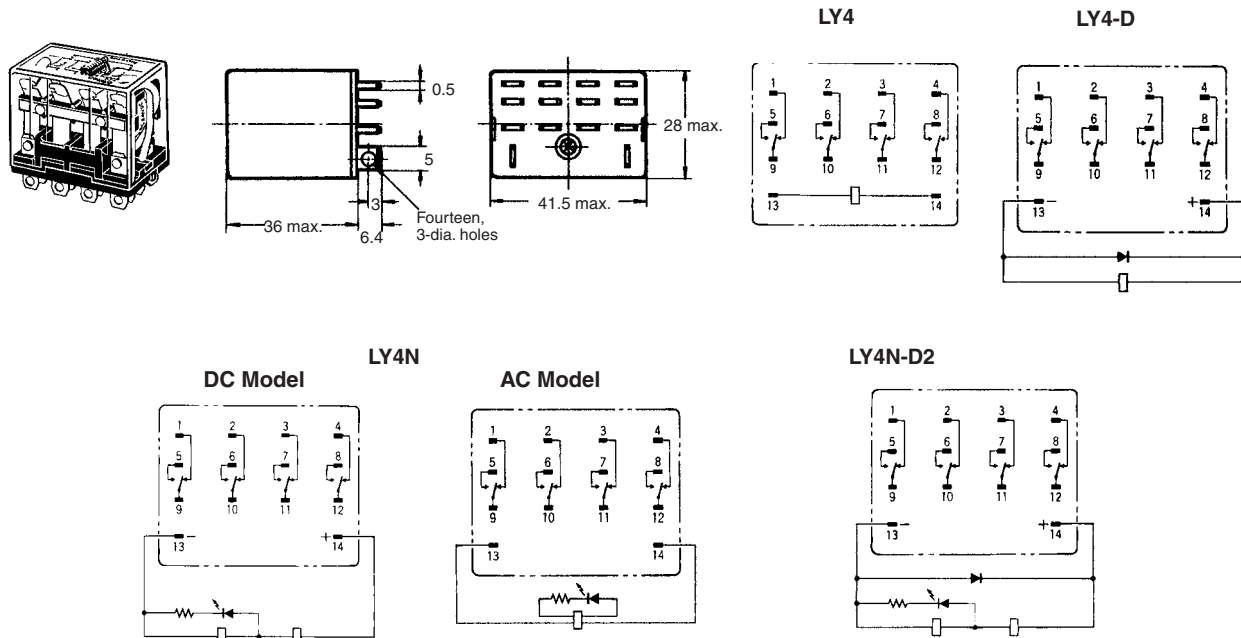 LY4
LY4-D
0.5
5
3
36 max.
6.4
Fourteen,
3-dia. holes
28 max.
41.5 max.
1 2 3 4
5 6 7 8
9 10 11 12
13 14
1 2 3 4
5 6 7 8
9 10 11 12
13 − + 14
LY4N
DC Model
AC Model
LY4N-D2
1 2 3 4
5 6 7 8
9 10 11 12
13 − + 14
1 2 3 4
5 6 7 8
9 10 11 12
13 14
1 2 3 4
5 6 7 8
9 10 11 12
13 − + 14